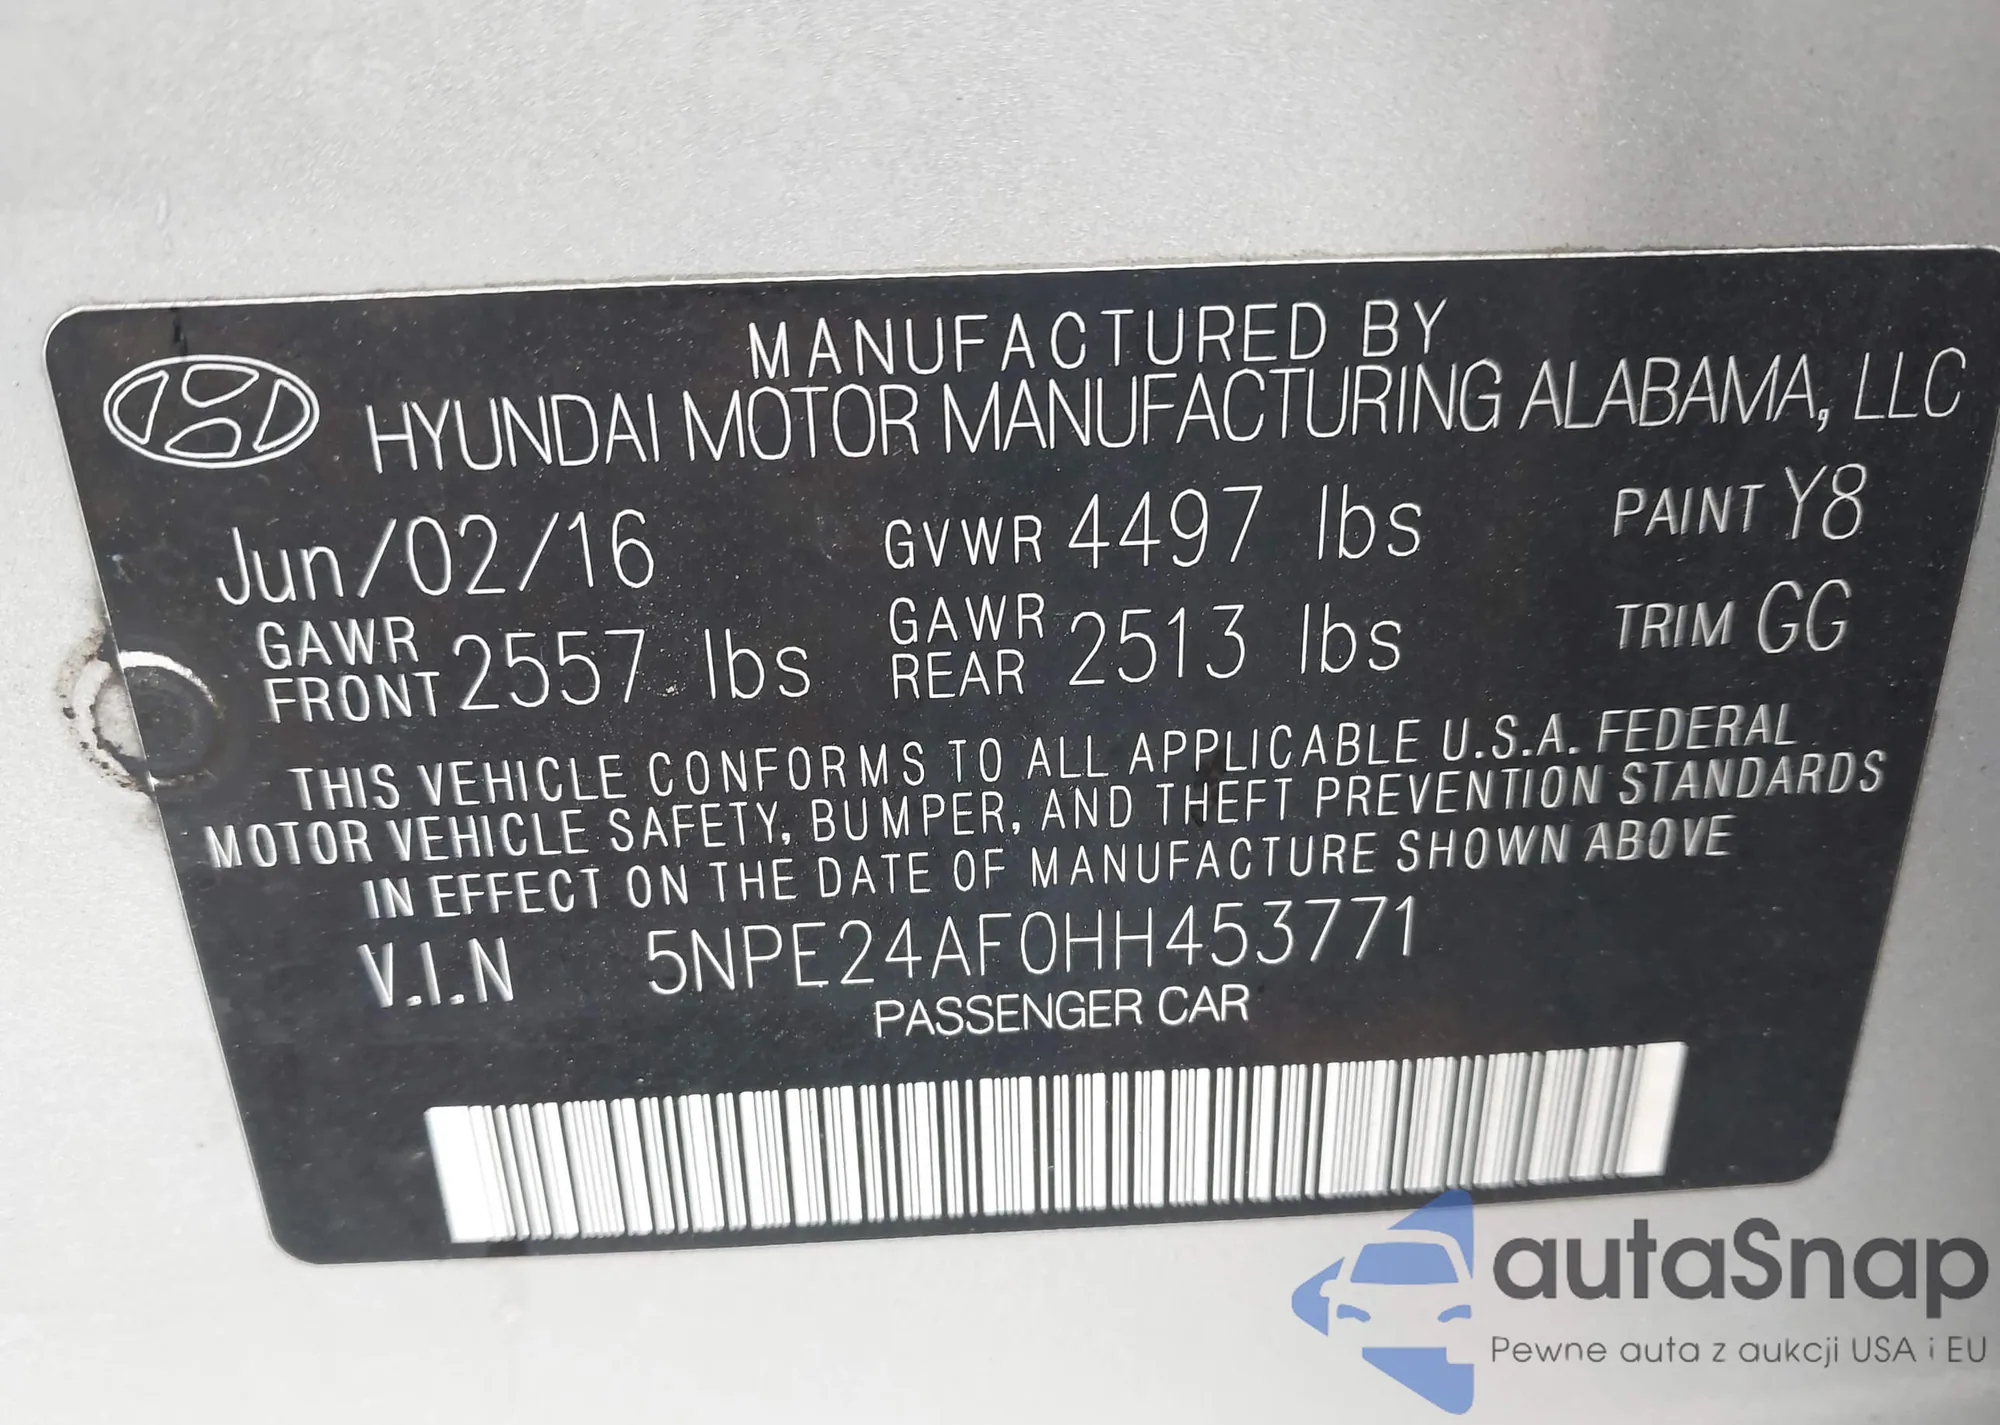 MANUFACTURED BY
HYUNDAI MOTOR MANUFACTURING ALABAMA, LLC
Jun/02/16 GVWR 4497 lbs PAINT Y8
GAWR FRONT 2557 lbs GAWR REAR 2513 lbs TRIM GG
THIS VEHICLE CONFORMS TO ALL APPLICABLE U.S.A. FEDERAL
MOTOR VEHICLE SAFETY, BUMPER, AND THEFT PREVENTION STANDARDS
IN EFFECT ON THE DATE OF MANUFACTURE SHOWN ABOVE
V.I.N 5NPE24AF0HH453771
PASSENGER CAR
autaSnap
Pewne auta z aukcji USA i EU